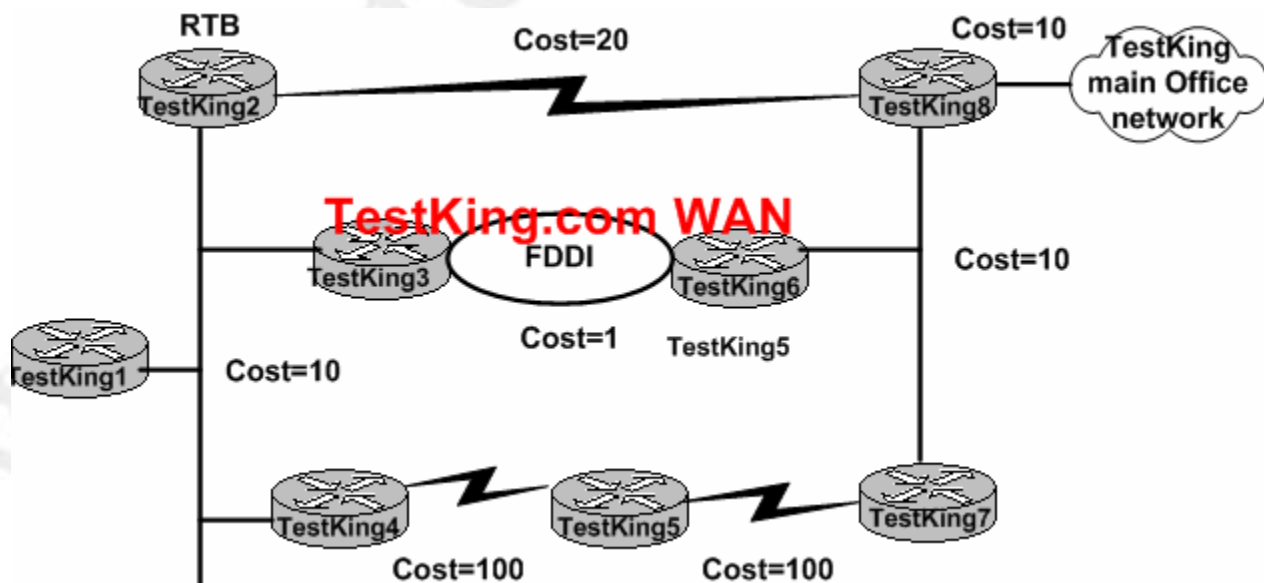 RTB
Cost=20
Cost=10
TestKing
main Office
network
TestKing2
TestKing8
TestKing.com WAN
TestKing3
FDDI
TestKing6
Cost=10
Cost=1
TestKing5
TestKing1
Cost=10
TestKing4
TestKing5
TestKing7
Cost=100
Cost=100